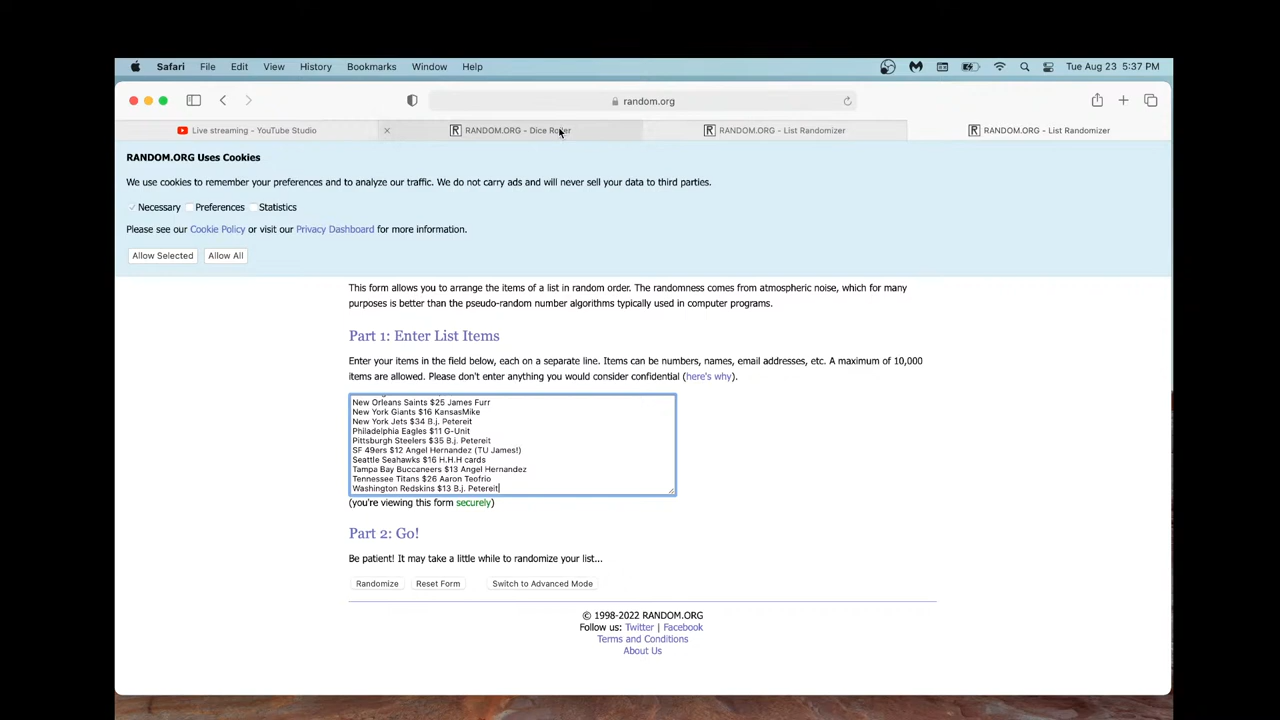 Safari File Edit View History Bookmarks Window Help Tue Aug 23 5:37 PM
random.org
Live streaming - YouTube Studio RANDOM.ORG - Dice Roller RANDOM.ORG - List Randomizer RANDOM.ORG - List Randomizer
RANDOM.ORG Uses Cookies
We use cookies to remember your preferences and to analyze our traffic. We do not carry ads and will never sell your data to third parties.
Necessary Preferences Statistics
Please see our Cookie Policy or visit our Privacy Dashboard for more information.
Allow Selected Allow All
This form allows you to arrange the items of a list in random order. The randomness comes from atmospheric noise, which for many
purposes is better than the pseudo-random number algorithms typically used in computer programs.
Part 1: Enter List Items
Enter your items in the field below, each on a separate line. Items can be numbers, names, email addresses, etc. A maximum of 10,000
items are allowed. Please don't enter anything you would consider confidential (here's why).
New Orleans Saints $25 James Furr
New York Giants $16 KansasMike
New York Jets $34 B.j. Petereit
Philadelphia Eagles $11 G-Unit
Pittsburgh Steelers $35 B.j. Petereit
SF 49ers $12 Angel Hernandez (TU James!)
Seattle Seahawks $16 H.H.H cards
Tampa Bay Buccaneers $13 Angel Hernandez
Tennessee Titans $26 Aaron Teofrio
Washington Redskins $13 B.j. Petereit
(you're viewing this form securely)
Part 2: Go!
Be patient! It may take a little while to randomize your list...
Randomize Reset Form Switch to Advanced Mode
© 1998-2022 RANDOM.ORG
Follow us: Twitter | Facebook
Terms and Conditions
About Us